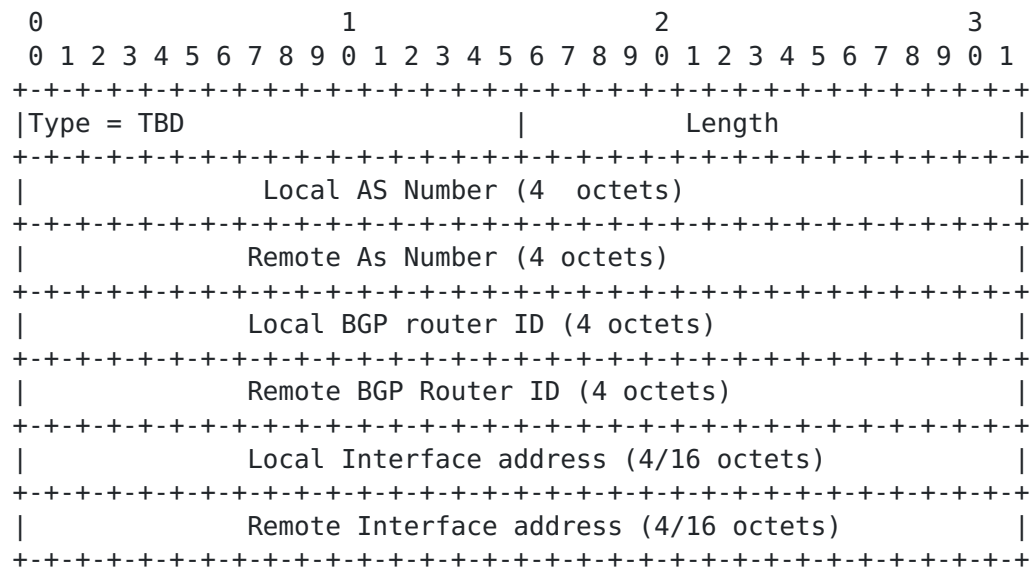 0                   1                   2                   3
 0 1 2 3 4 5 6 7 8 9 0 1 2 3 4 5 6 7 8 9 0 1 2 3 4 5 6 7 8 9 0 1
+-+-+-+-+-+-+-+-+-+-+-+-+-+-+-+-+-+-+-+-+-+-+-+-+-+-+-+-+-+-+-+-+
|Type = TBD                     |          Length               |
+-+-+-+-+-+-+-+-+-+-+-+-+-+-+-+-+-+-+-+-+-+-+-+-+-+-+-+-+-+-+-+-+
|               Local AS Number (4  octets)                     |
+-+-+-+-+-+-+-+-+-+-+-+-+-+-+-+-+-+-+-+-+-+-+-+-+-+-+-+-+-+-+-+-+
|              Remote As Number (4 octets)                      |
+-+-+-+-+-+-+-+-+-+-+-+-+-+-+-+-+-+-+-+-+-+-+-+-+-+-+-+-+-+-+-+-+
|              Local BGP router ID (4 octets)                   |
+-+-+-+-+-+-+-+-+-+-+-+-+-+-+-+-+-+-+-+-+-+-+-+-+-+-+-+-+-+-+-+-+
|              Remote BGP Router ID (4 octets)                  |
+-+-+-+-+-+-+-+-+-+-+-+-+-+-+-+-+-+-+-+-+-+-+-+-+-+-+-+-+-+-+-+-+
|              Local Interface address (4/16 octets)            |
+-+-+-+-+-+-+-+-+-+-+-+-+-+-+-+-+-+-+-+-+-+-+-+-+-+-+-+-+-+-+-+-+
|              Remote Interface address (4/16 octets)           |
+-+-+-+-+-+-+-+-+-+-+-+-+-+-+-+-+-+-+-+-+-+-+-+-+-+-+-+-+-+-+-+-+